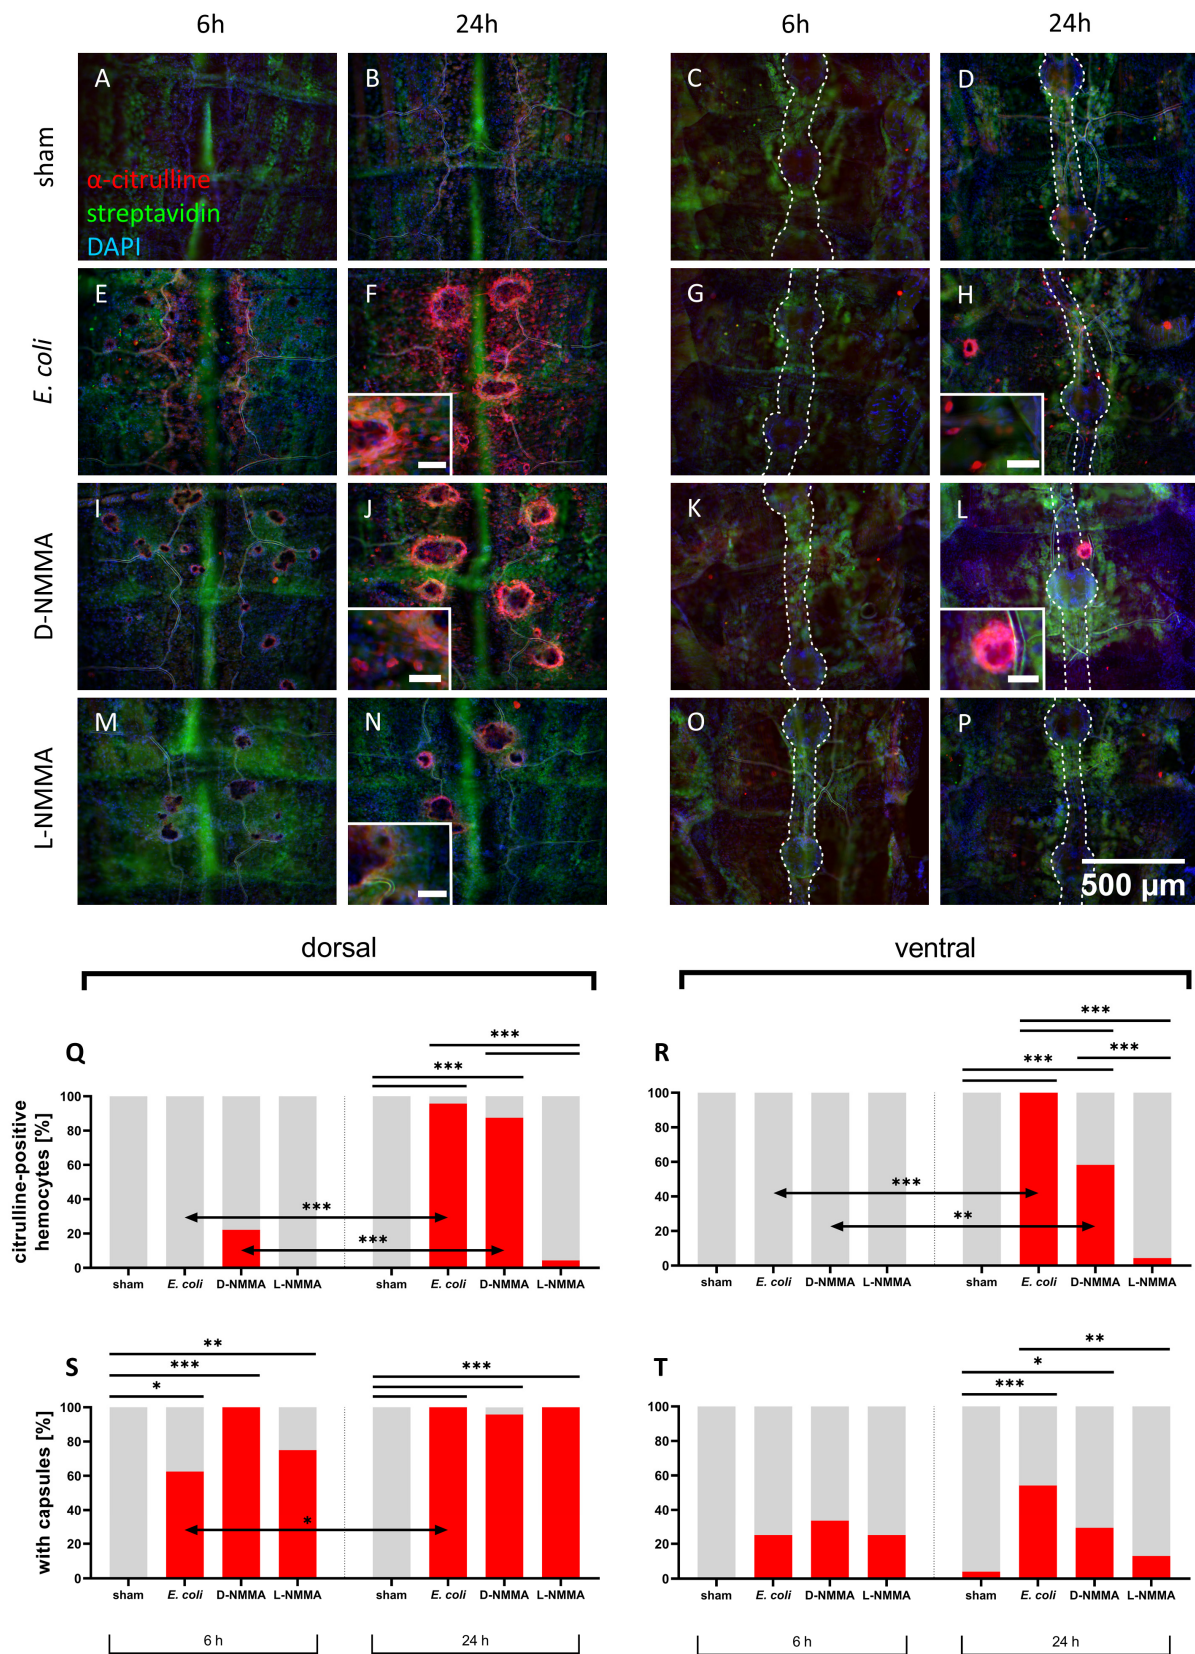 6h 24h 6h 24h
sham
A B C D
α-citrulline
streptavidin
DAPI
E. coli
E F G H
D-NMMA
I J K L
L-NMMA
M N O P
500 µm
dorsal ventral
Q
citrulline-positive
hemocytes [%]
*** 
***
100
80
60
40
20
0
***
***
sham E. coli D-NMMA L-NMMA sham E. coli D-NMMA L-NMMA
R
***
***
***
100
80
60
40
20
0
***
**
sham E. coli D-NMMA L-NMMA sham E. coli D-NMMA L-NMMA
S
with capsules [%]
**
***
*
***
100
80
60
40
20
0
*
sham E. coli D-NMMA L-NMMA sham E. coli D-NMMA L-NMMA
6 h 24 h
T
**
*
***
100
80
60
40
20
0
sham E. coli D-NMMA L-NMMA sham E. coli D-NMMA L-NMMA
6 h 24 h